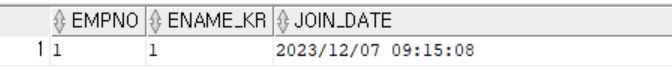 EMPNO ENAME_KR JOIN_DATE
1 1 1 2023/12/07 09:15:08